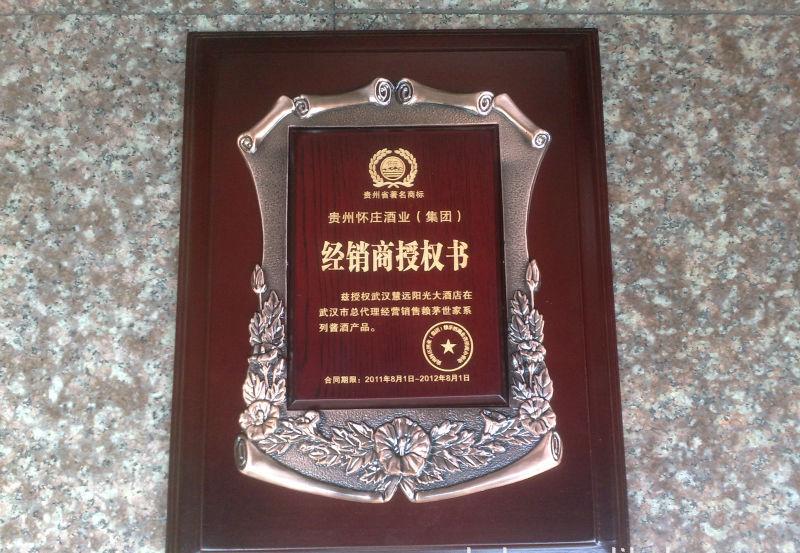 贵州省著名商标
贵州怀庄酒业（集团）
经销商授权书
兹授权武汉慧远阳光大酒店在
武汉市总代理经营销售赖茅世家系
列酱酒产品。
合同期限：2011年8月1日-2012年8月1日